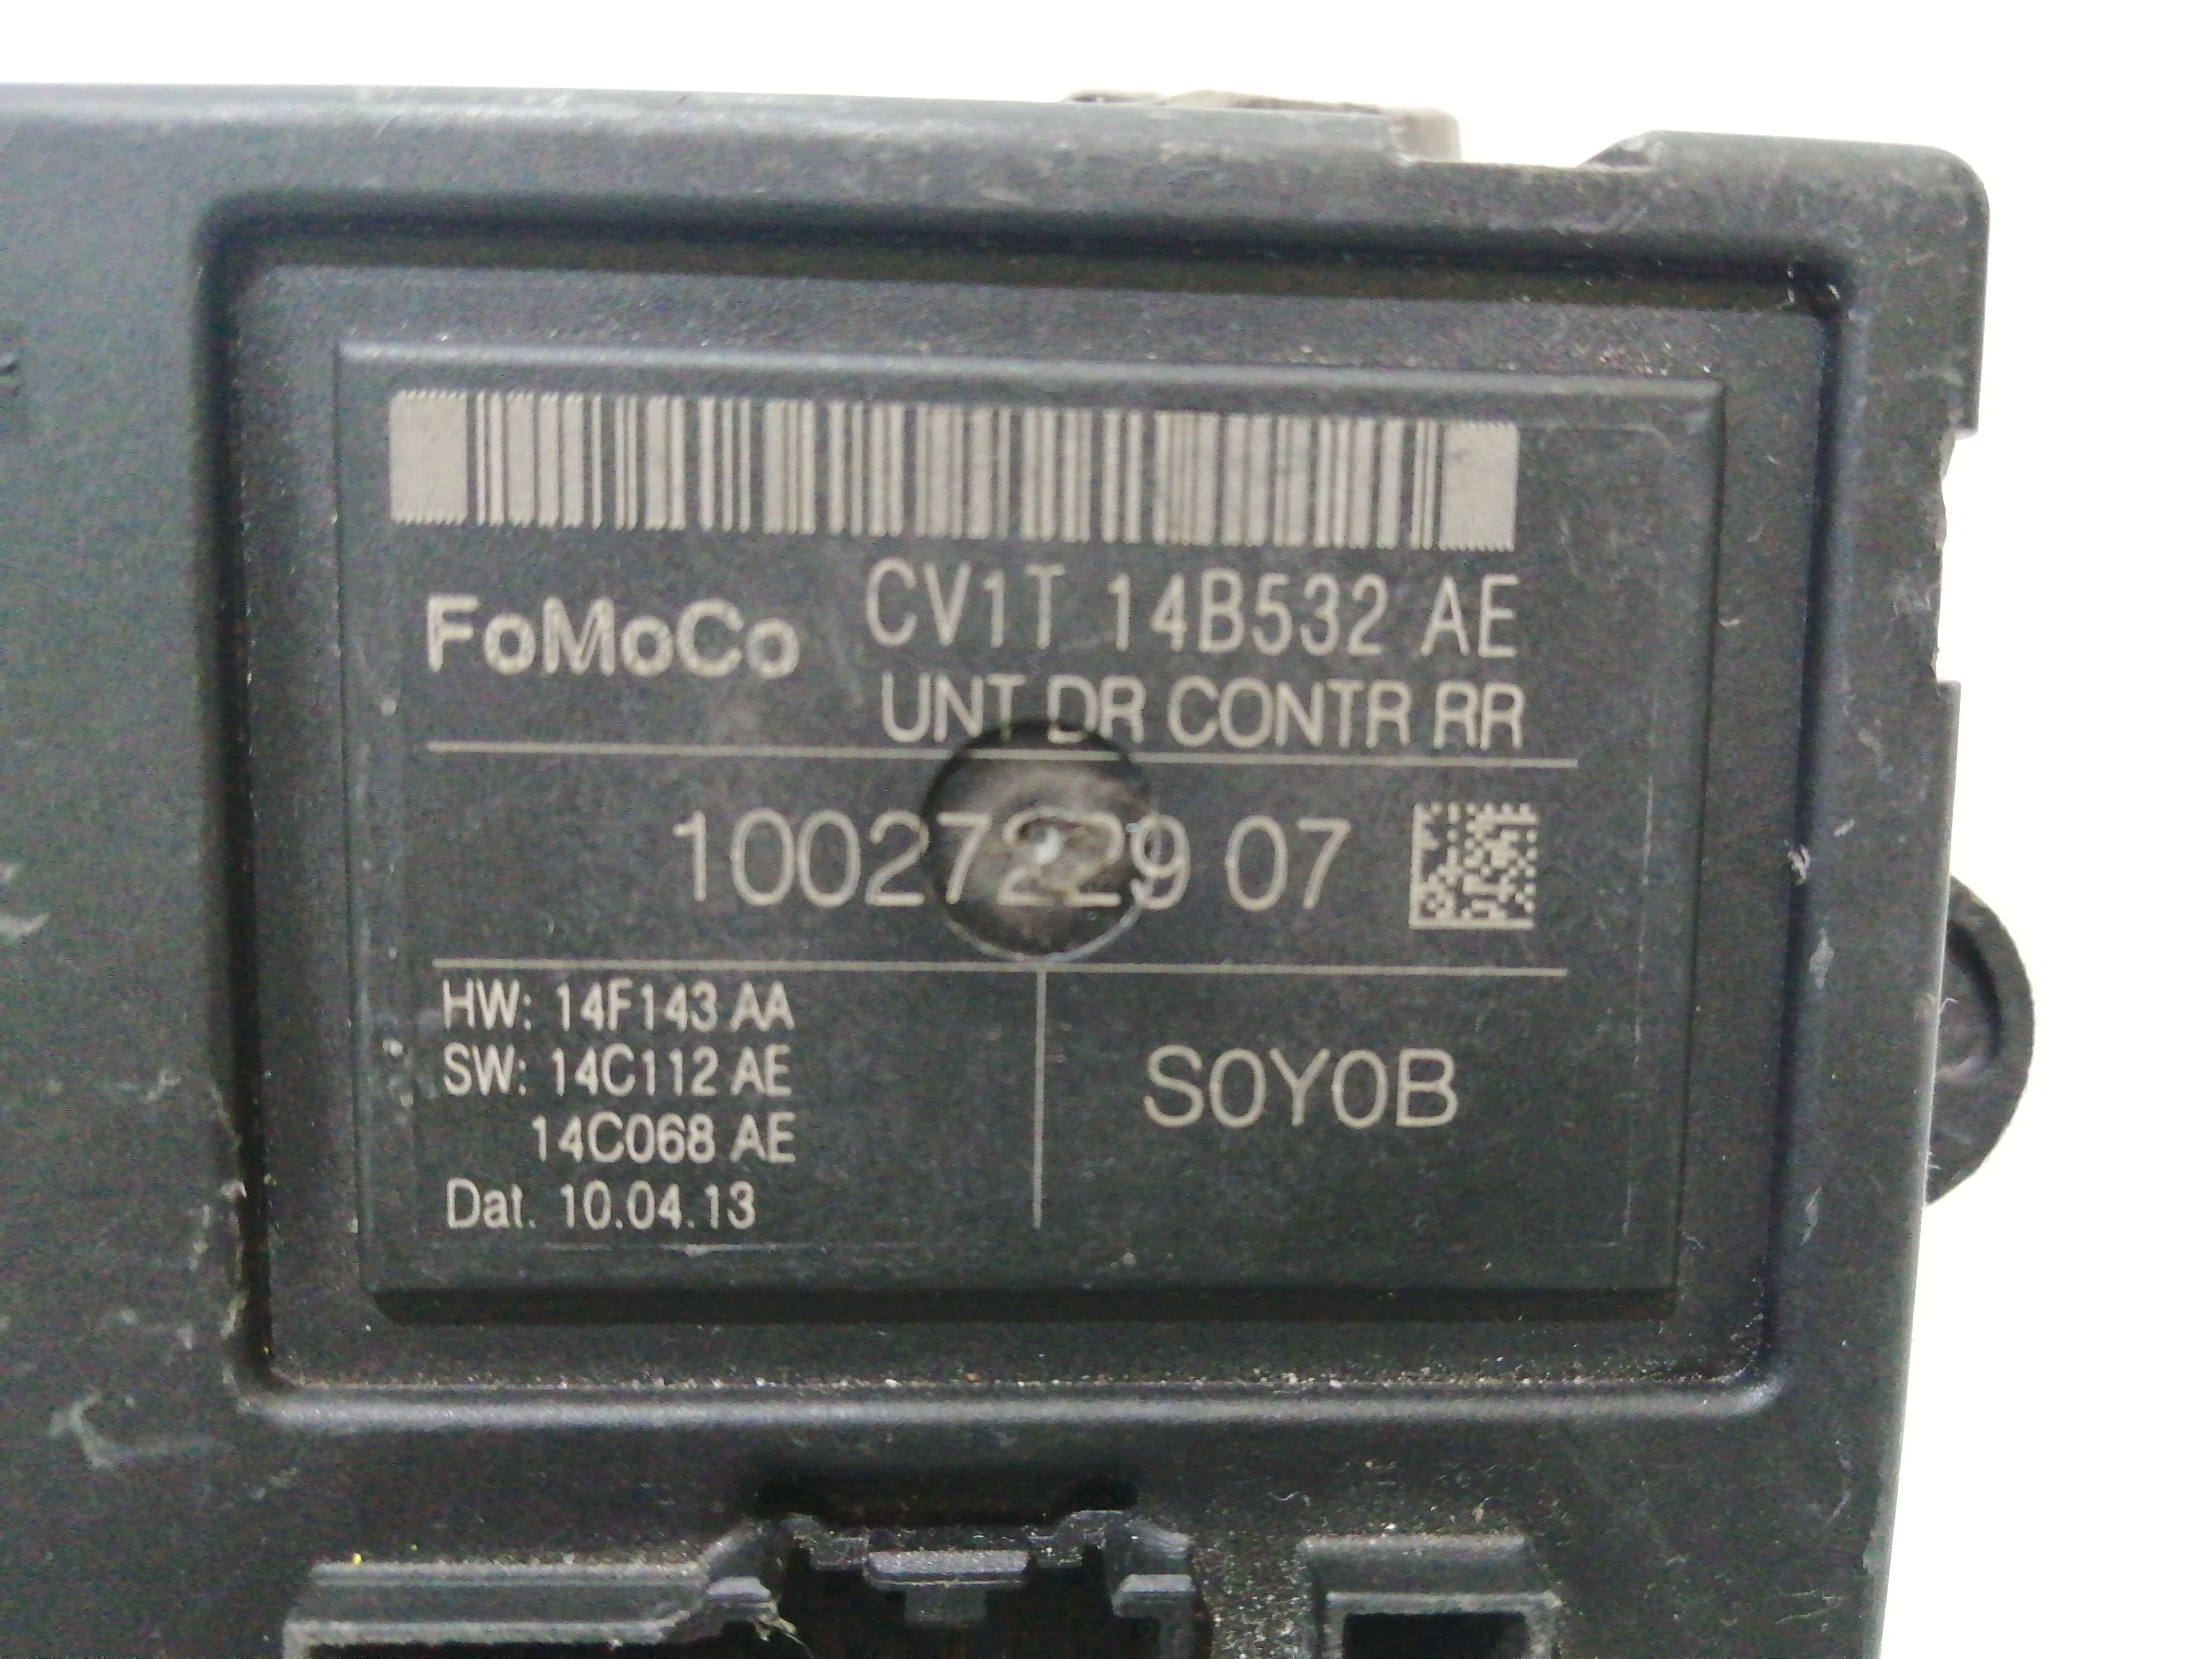 FoMoCo CV1T 14B532 AE
UNT DR CONTR RR
10027229 07
HW: 14F143 AA
SW: 14C112 AE
14C068 AE
Dat. 10.04.13
S0Y0B